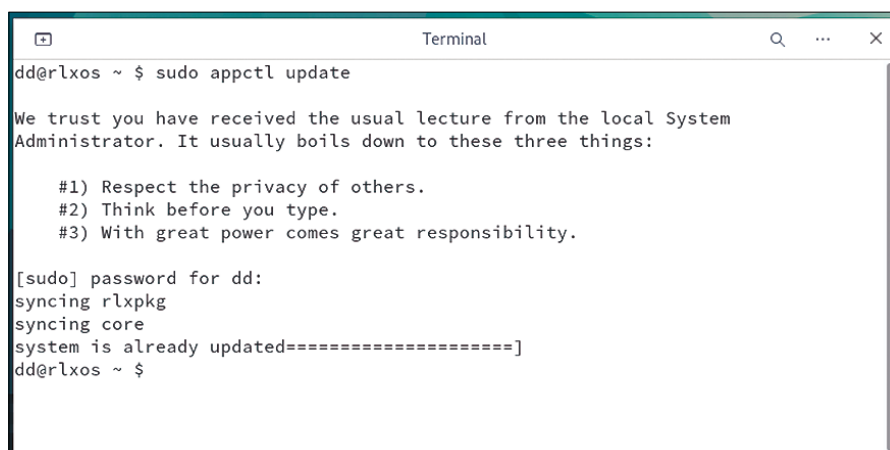 Terminal
dd@rlxos ~ $ sudo appctl update
We trust you have received the usual lecture from the local System
Administrator. It usually boils down to these three things:
#1) Respect the privacy of others.
#2) Think before you type.
#3) With great power comes great responsibility.
[sudo] password for dd:
syncing rlxpkg
syncing core
system is already updated=====================]
dd@rlxos ~ $